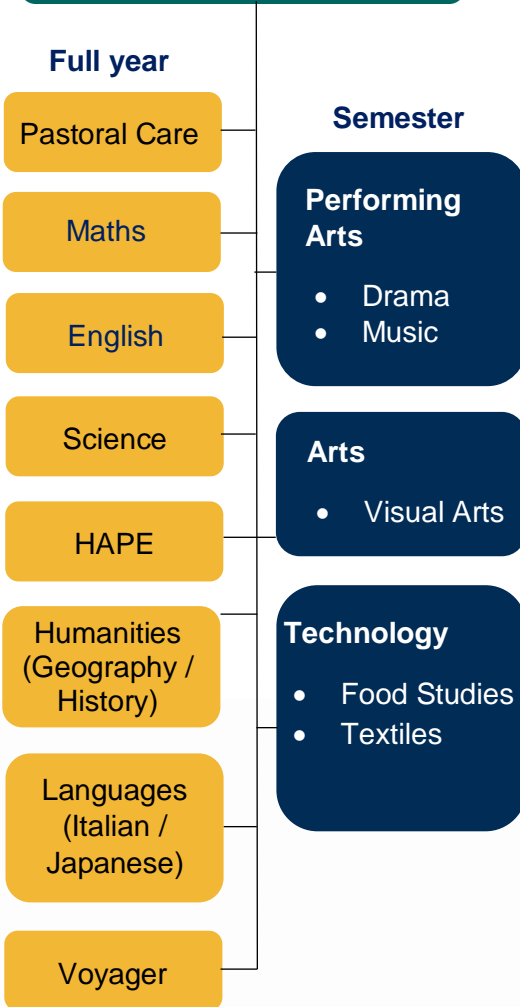 Full year
Pastoral Care
Maths
English
Science
HAPE
Humanities
(Geography /
History)
Languages
(Italian /
Japanese)
Voyager
Semester
Performing
Arts
• Drama
• Music
Arts
• Visual Arts
Technology
• Food Studies
• Textiles